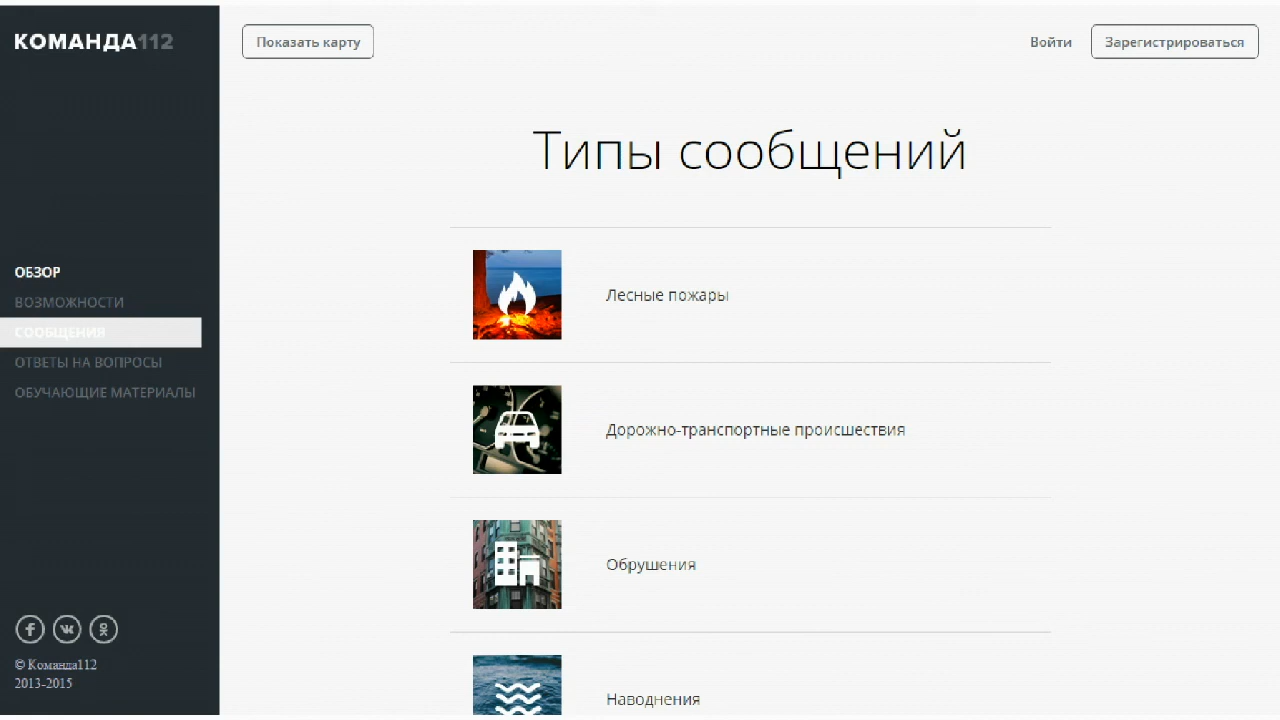 КОМАНДА112
Показать карту
Войти
Зарегистрироваться
Типы сообщений
ОБЗОР
ВОЗМОЖНОСТИ
СООБЩЕНИЯ
ОТВЕТЫ НА ВОПРОСЫ
ОБУЧАЮЩИЕ МАТЕРИАЛЫ
Лесные пожары
Дорожно-транспортные происшествия
Обрушения
Наводнения
© Команда112
2013-2015